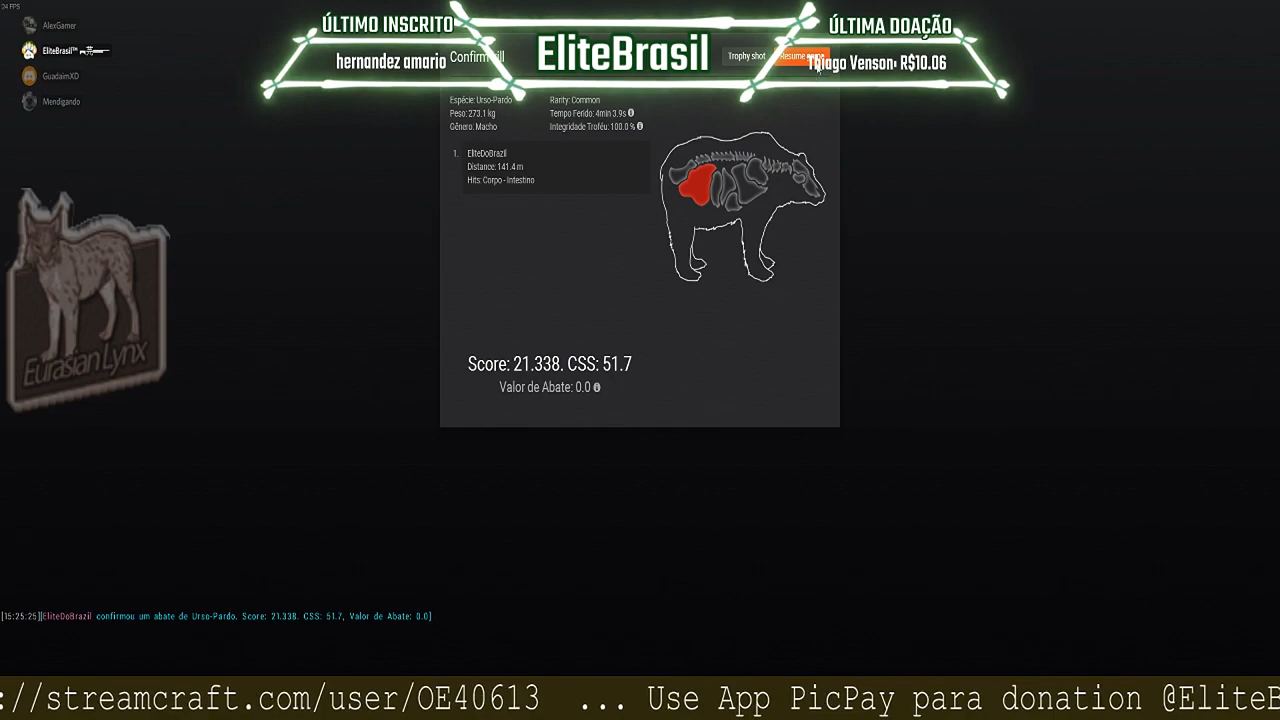 34 FPS
AlexGamer
EliteBrasil™
GuadaimXD
Mendigando
ÚLTIMO INSCRITO
hernandez amario
EliteBrasil
ÚLTIMA DOAÇÃO
Thiago Venson: R$10.06
Trophy shot
Espécie: Urso-Pardo
Peso: 273.1 kg
Gênero: Macho
Rarity: Common
Tempo Ferido: 4min 3.9s
Integridade Troféu: 100.0 %
1. EliteDoBrazil
Distance: 141.4 m
Hits: Corpo - Intestino
Eurasian Lynx
Score: 21.338. CSS: 51.7
Valor de Abate: 0.0
[15:25:25][EliteDoBrazil confirmou um abate de Urso-Pardo. Score: 21.338. CSS: 51.7, Valor de Abate: 0.0]
://streamcraft.com/user/OE40613 ... Use App PicPay para donation @EliteB